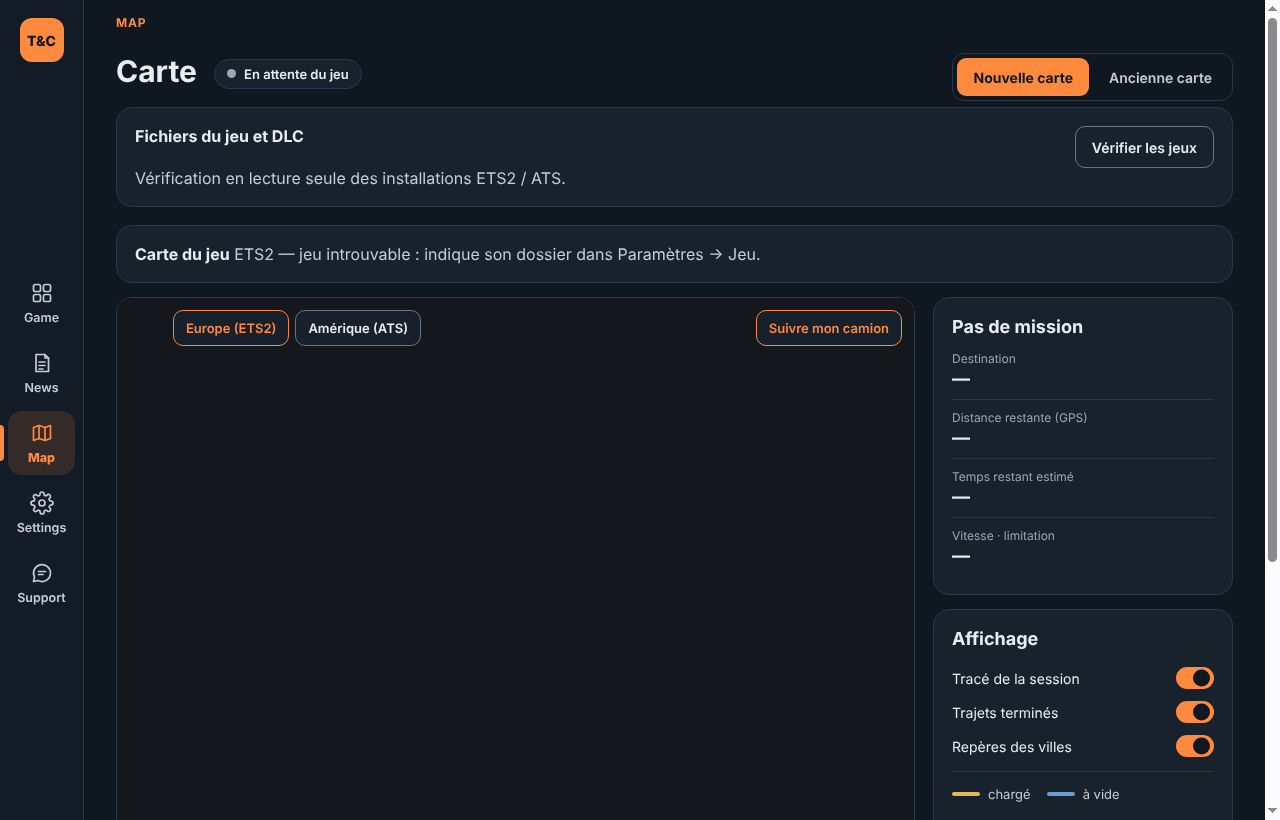 T&C
MAP
Carte
En attente du jeu
Nouvelle carte
Ancienne carte
Fichiers du jeu et DLC
Vérifier les jeux
Vérification en lecture seule des installations ETS2 / ATS.
Carte du jeu ETS2 — jeu introuvable : indique son dossier dans Paramètres → Jeu.
Game
News
Map
Settings
Support
Europe (ETS2)
Amérique (ATS)
Suivre mon camion
Pas de mission
Destination
—
Distance restante (GPS)
—
Temps restant estimé
—
Vitesse · limitation
—
Affichage
Tracé de la session
Trajets terminés
Repères des villes
chargé
à vide